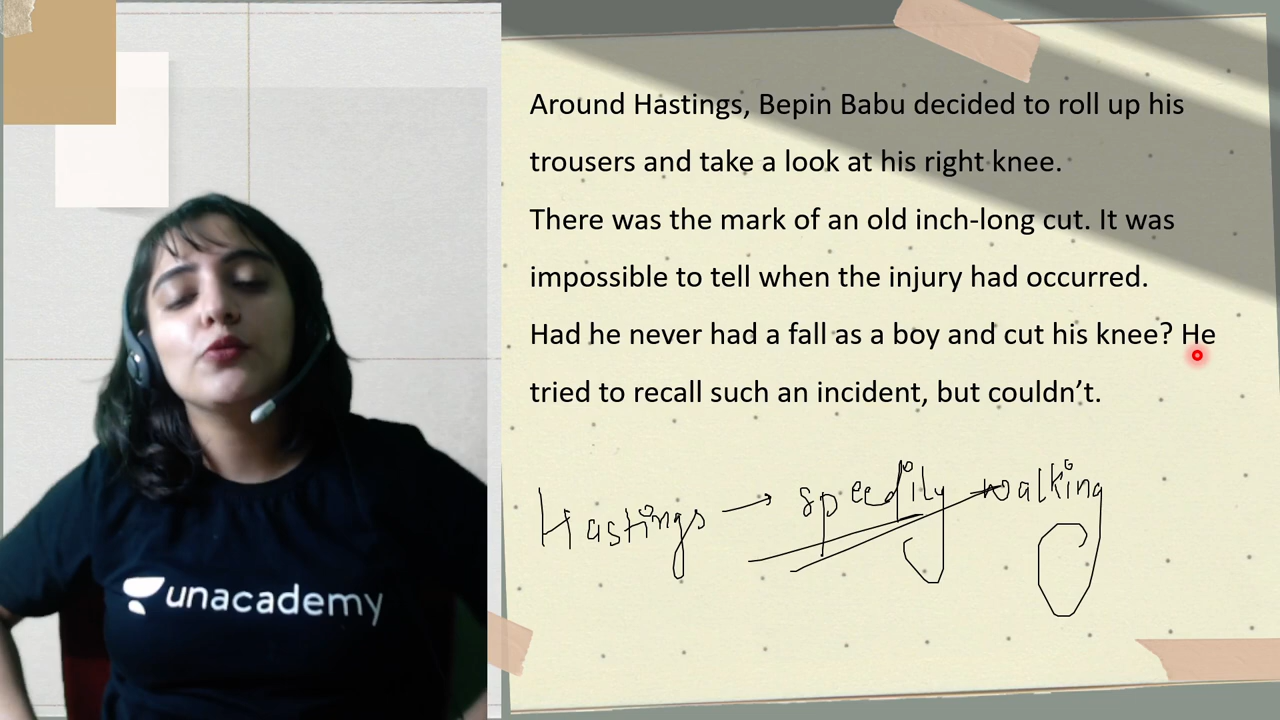 Around Hastings, Bepin Babu decided to roll up his
trousers and take a look at his right knee.
There was the mark of an old inch-long cut. It was
impossible to tell when the injury had occurred.
Had he never had a fall as a boy and cut his knee? He
tried to recall such an incident, but couldn’t.
Hastings → speedily walking
unacademy